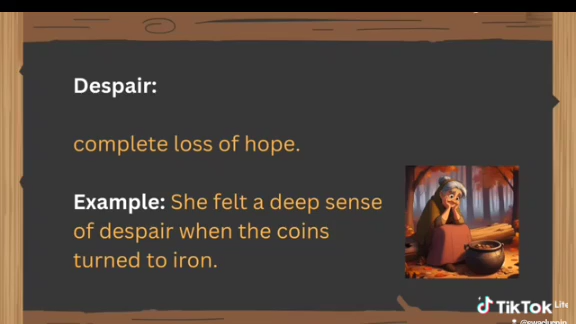 Despair:
complete loss of hope.
Example: She felt a deep sense
of despair when the coins
turned to iron.
TikTok Lite